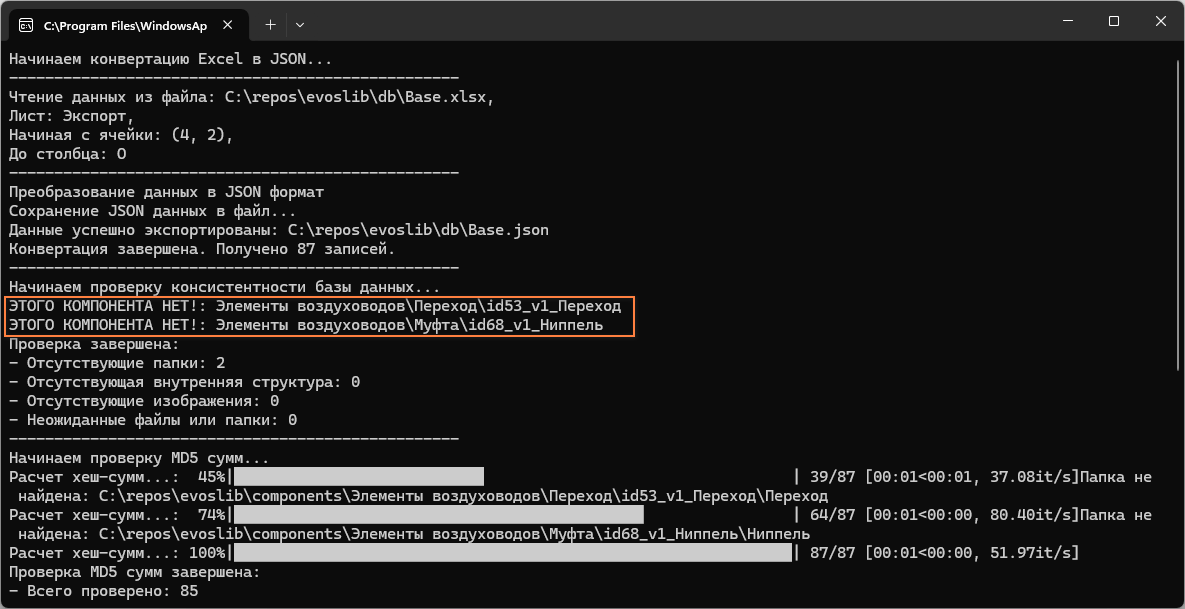 C:\Program Files\WindowsAp
Начинаем конвертацию Excel в JSON...
--------------------------------------------------
Чтение данных из файла: C:\repos\evoslib\db\Base.xlsx,
Лист: Экспорт,
Начиная с ячейки: (4, 2),
До столбца: O
--------------------------------------------------
Преобразование данных в JSON формат
Сохранение JSON данных в файл...
Данные успешно экспортированы: C:\repos\evoslib\db\Base.json
Конвертация завершена. Получено 87 записей.
--------------------------------------------------
Начинаем проверку консистентности базы данных...
ЭТОГО КОМПОНЕНТА НЕТ!: Элементы воздуховодов\Переход\id53_v1_Переход
ЭТОГО КОМПОНЕНТА НЕТ!: Элементы воздуховодов\Муфта\id68_v1_Ниппель
Проверка завершена:
- Отсутствующие папки: 2
- Отсутствующая внутренняя структура: 0
- Отсутствующие изображения: 0
- Неожиданные файлы или папки: 0
--------------------------------------------------
Начинаем проверку MD5 сумм...
Расчет хеш-сумм...:  45%| | 39/87 [00:01<00:01, 37.08it/s]Папка не
найдена: C:\repos\evoslib\components\Элементы воздуховодов\Переход\id53_v1_Переход\Переход
Расчет хеш-сумм...:  74%| | 64/87 [00:01<00:00, 80.40it/s]Папка не
найдена: C:\repos\evoslib\components\Элементы воздуховодов\Муфта\id68_v1_Ниппель\Ниппель
Расчет хеш-сумм...: 100%| | 87/87 [00:01<00:00, 51.97it/s]
Проверка MD5 сумм завершена:
- Всего проверено: 85